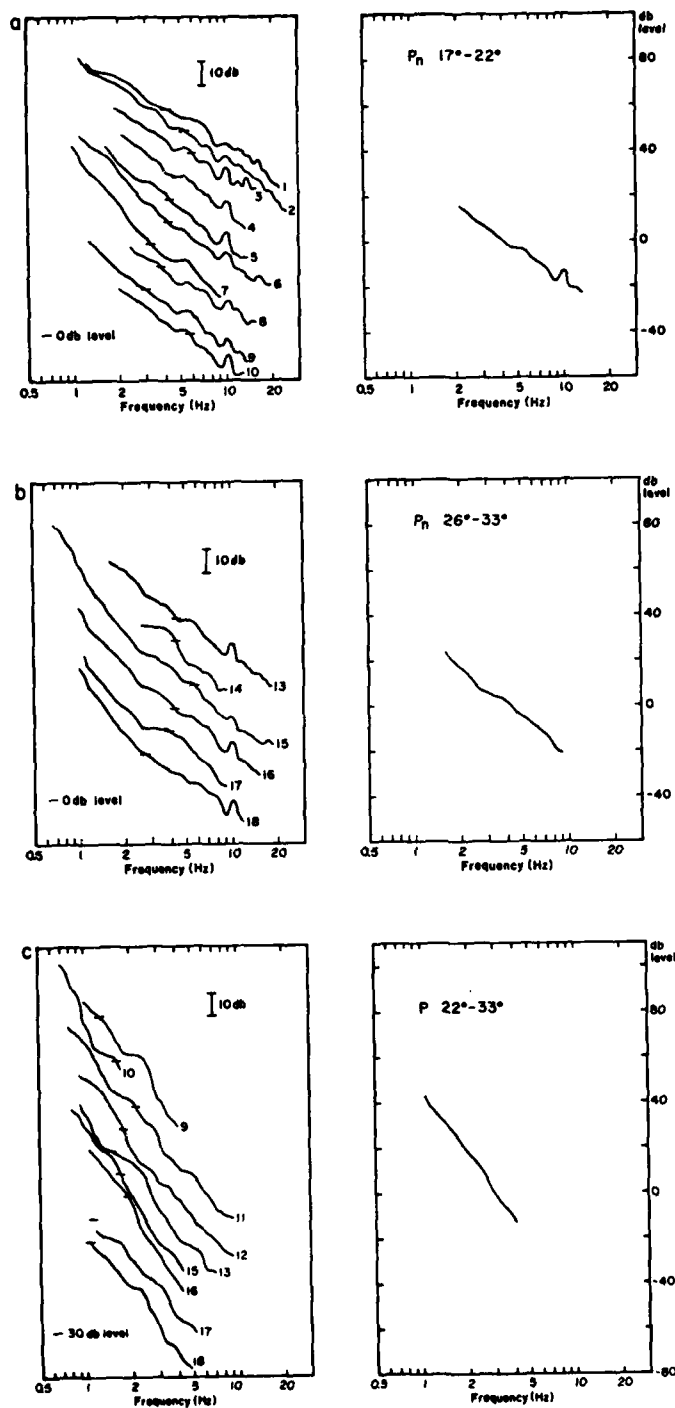 a
10 db
1
2
3
4
5
6
7
8
9
10
– 0db level
0.5 1 2 5 10 20
Frequency (Hz)
Pn 17°–22°
db level
80
40
0
-40
0.5 1 2 5 10 20
Frequency (Hz)
b
10 db
13
14
15
16
17
18
– 0db level
0.5 1 2 5 10 20
Frequency (Hz)
Pn 26°–33°
db level
80
40
0
-40
0.5 1 2 5 10 20
Frequency (Hz)
c
10db
10
9
11
12
13
15
16
17
18
– 30 db level
0.5 1 2 5 10 20
Frequency (Hz)
P 22°–33°
db level
80
40
0
-40
-80
0.5 1 2 5 10 20
Frequency (Hz)